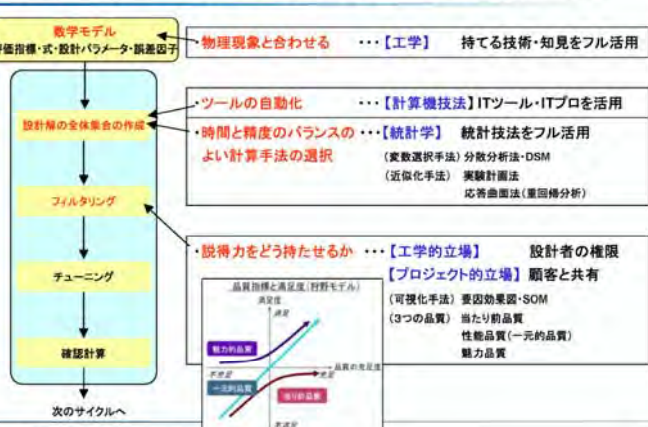 数学モデル
価指標・式・設計パラメータ・誤差因子
設計解の全体集合の作成
フィルタリング
チューニング
確認計算
次のサイクルへ
・物理現象と合わせる ・・・【工学】 持てる技術・知見をフル活用
・ツールの自動化 ・・・【計算機技法】ITツール・ITプロを活用
・時間と精度のバランスの ・・・【統計学】 統計技法をフル活用
よい計算手法の選択 (変数選択手法) 分散分析法・DSM
(近似化手法) 実験計画法
応答曲面法(重回帰分析)
・説得力をどう持たせるか ・・・【工学的立場】 設計者の権限
【プロジェクト的立場】 顧客と共有
(可視化手法) 要因効果図・SOM
(3つの品質) 当たり前品質
性能品質(一元的品質)
魅力品質
品質指標と満足度(狩野モデル)
満足度
満足
魅力的品質
品質の充足度
不充足
充足
一元的品質
当り前品質
不満足